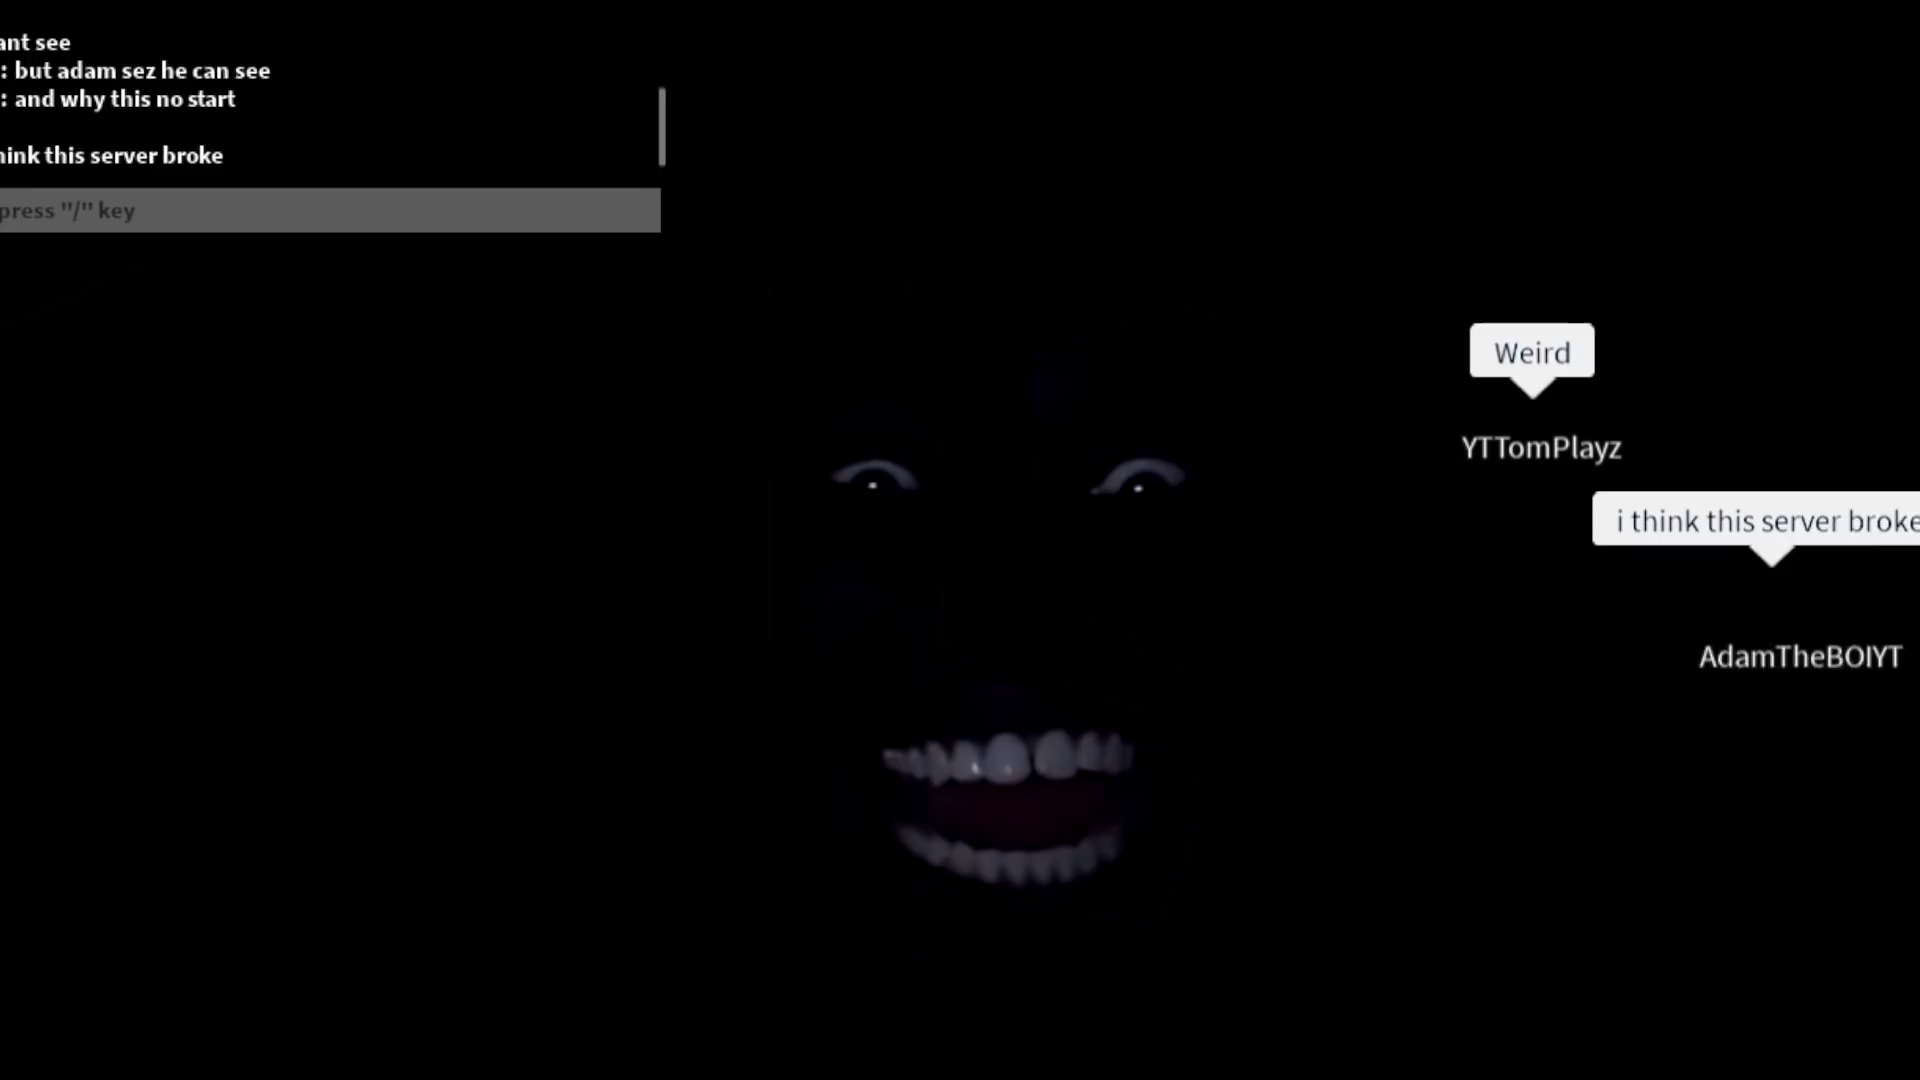 ant see
: but adam sez he can see
: and why this no start
hink this server broke
press "/" key
Weird
YTTomPlayz
i think this server broke
AdamTheBOIYT